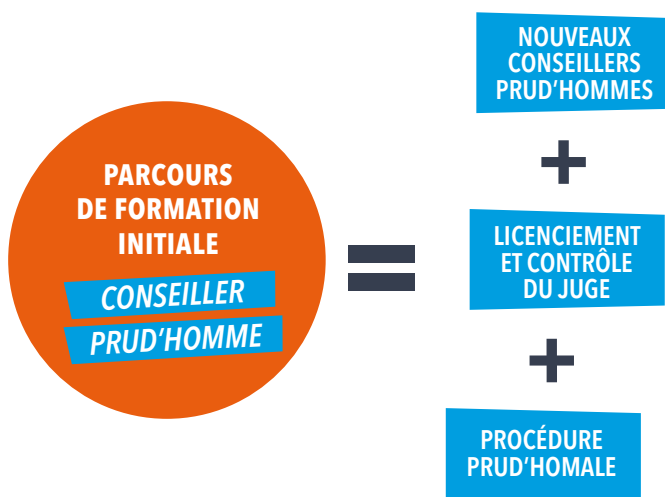 PARCOURS
DE FORMATION
INITIALE
CONSEILLER
PRUD'HOMME
=
NOUVEAUX
CONSEILLERS
PRUD'HOMMES
+
LICENCIEMENT
ET CONTRÔLE
DU JUGE
+
PROCÉDURE
PRUD'HOMALE